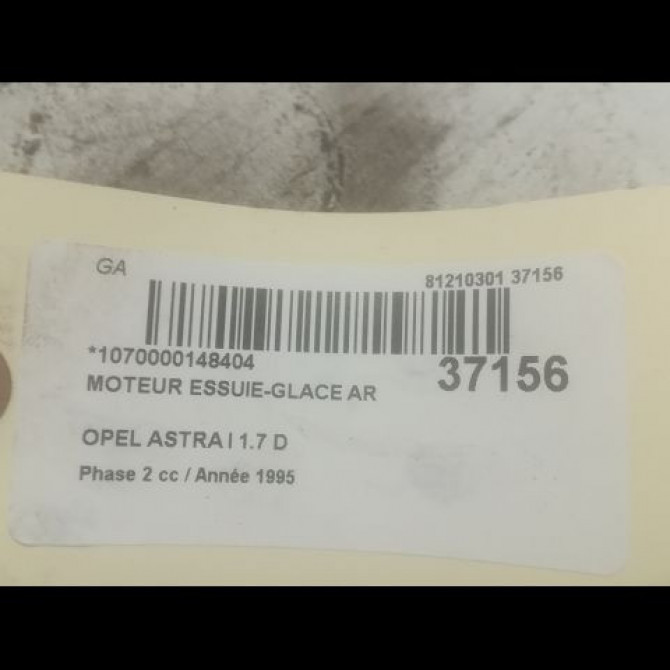 GA
81210301 37156
*1070000148404
37156
MOTEUR ESSUIE-GLACE AR
OPEL ASTRA I 1.7 D
Phase 2 cc / Année 1995